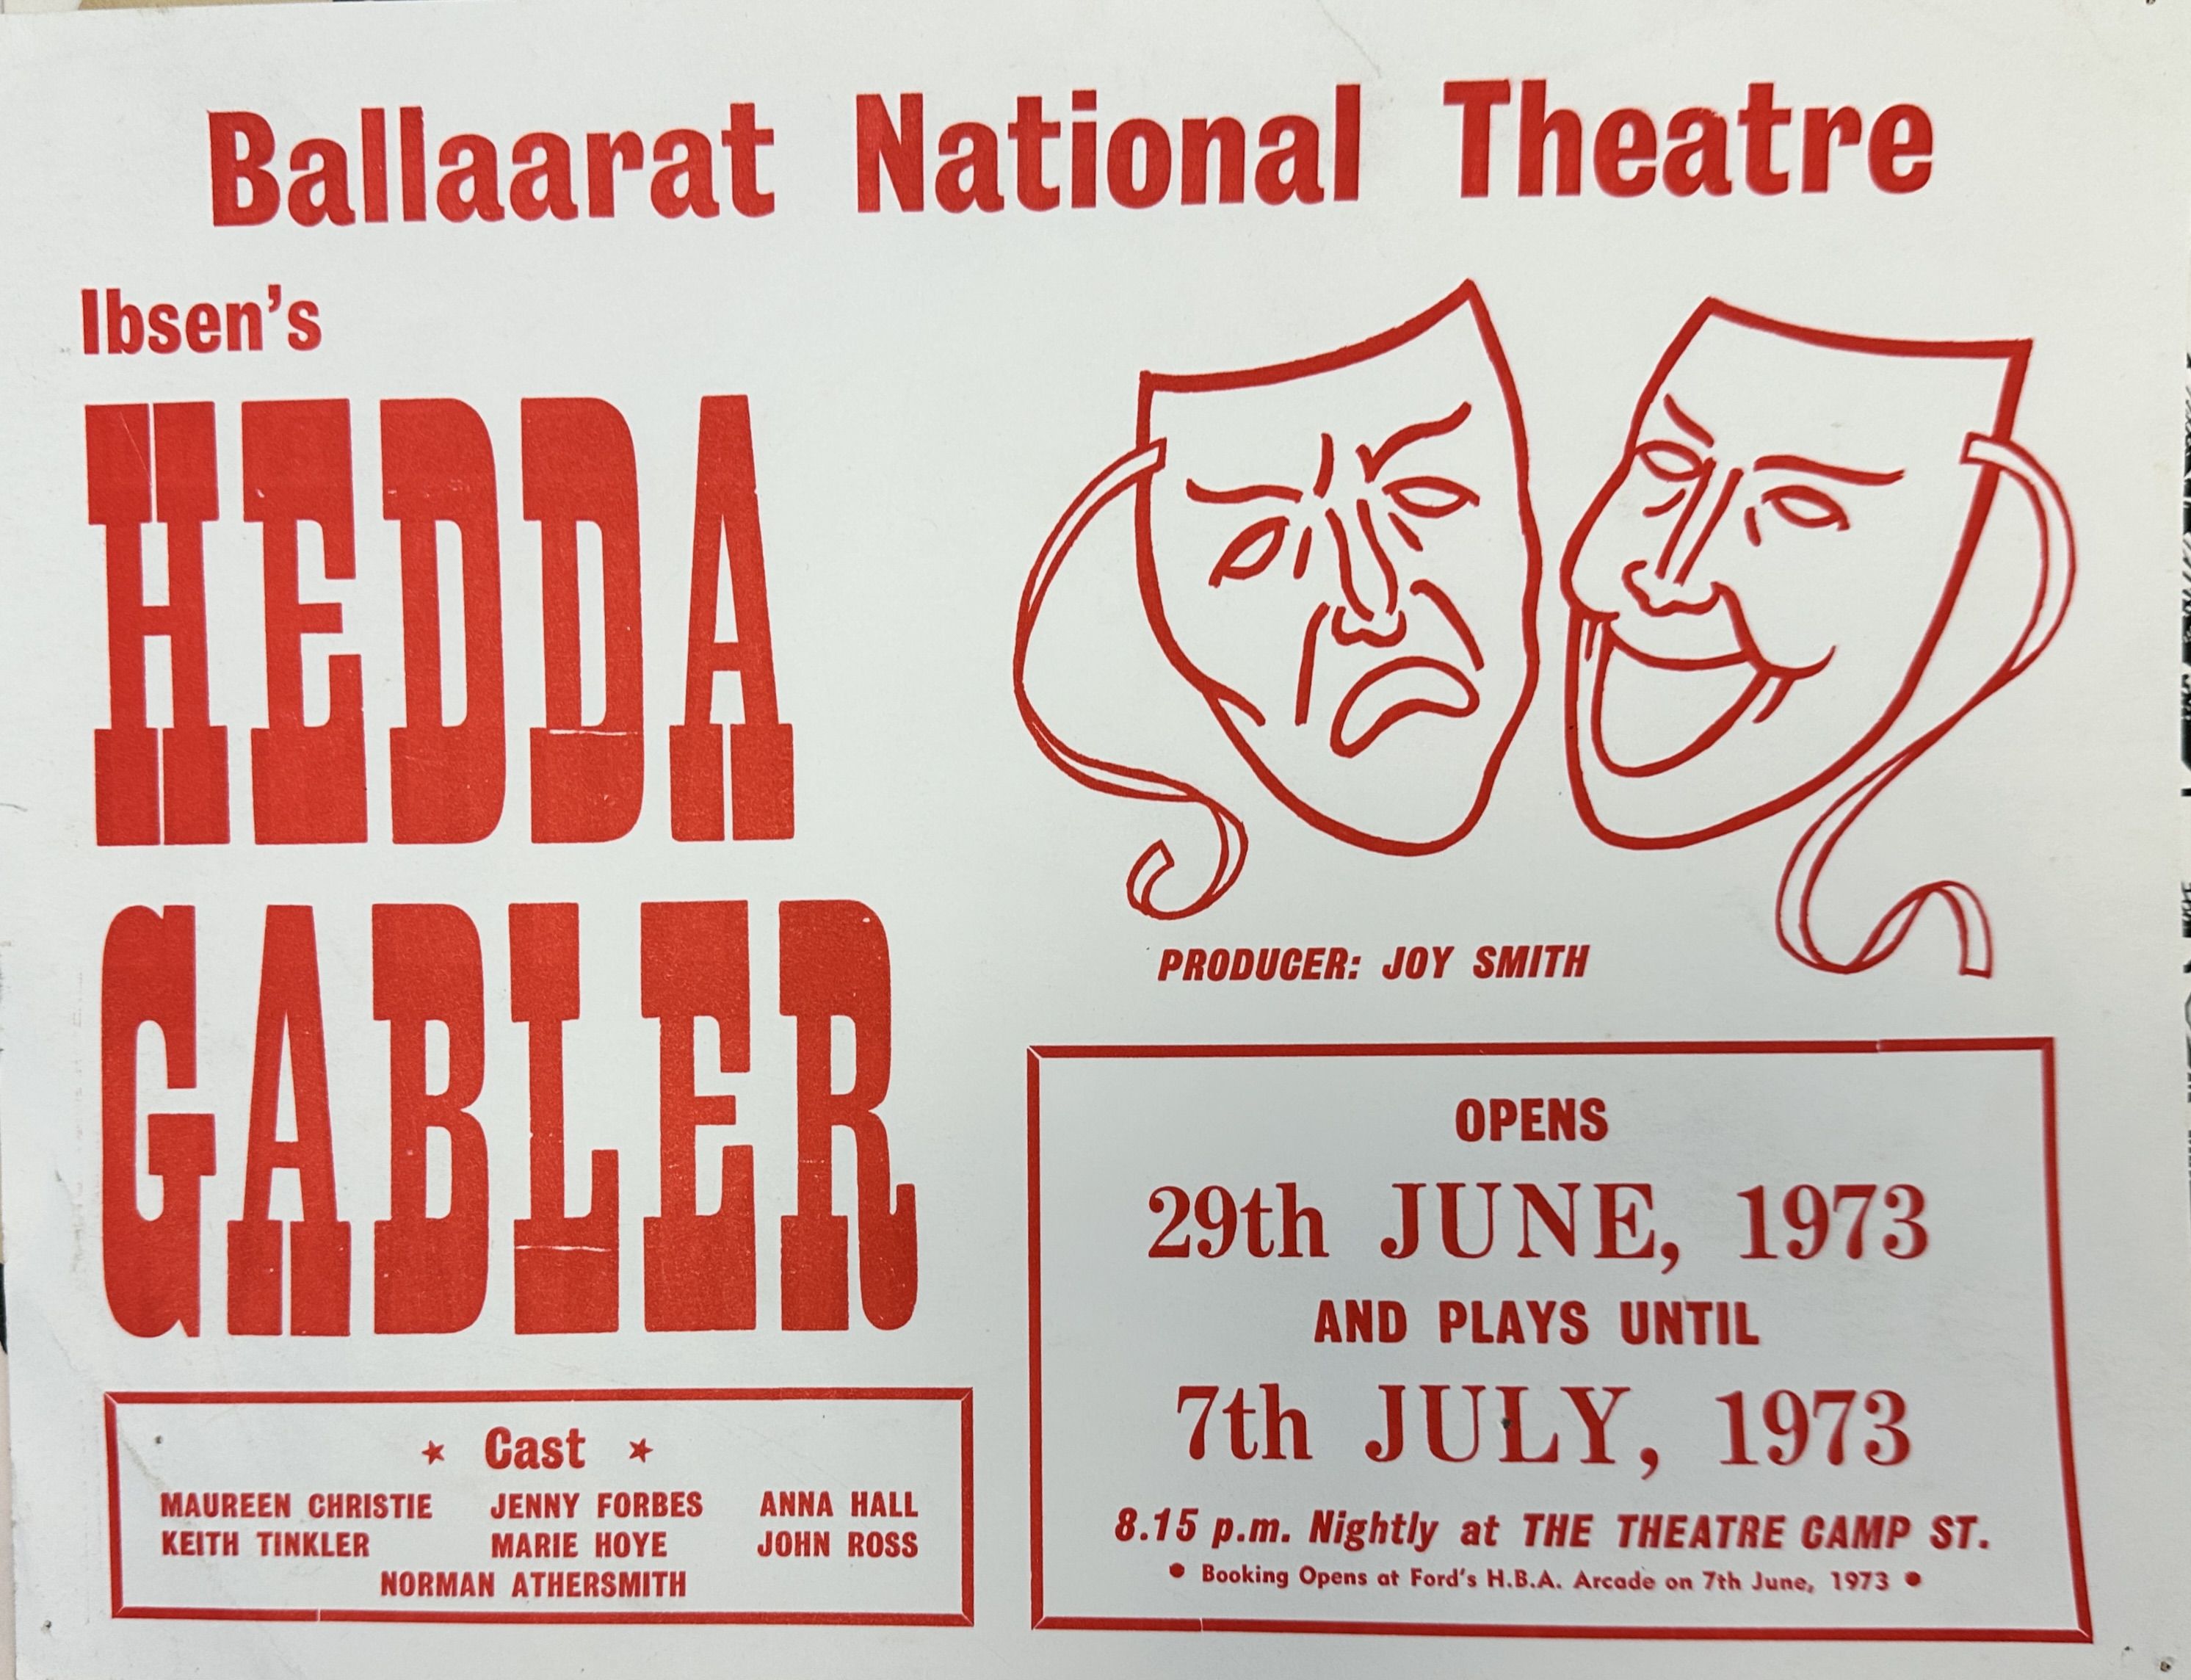 Ballaarat National Theatre
Ibsen's
HEDDA
GABLER
PRODUCER: JOY SMITH
★ Cast ★
MAUREEN CHRISTIE JENNY FORBES ANNA HALL
KEITH TINKLER MARIE HOYE JOHN ROSS
NORMAN ATHERSMITH
OPENS
29th JUNE, 1973
AND PLAYS UNTIL
7th JULY, 1973
8.15 p.m. Nightly at THE THEATRE CAMP ST.
• Booking Opens at Ford's H.B.A. Arcade on 7th June, 1973 •